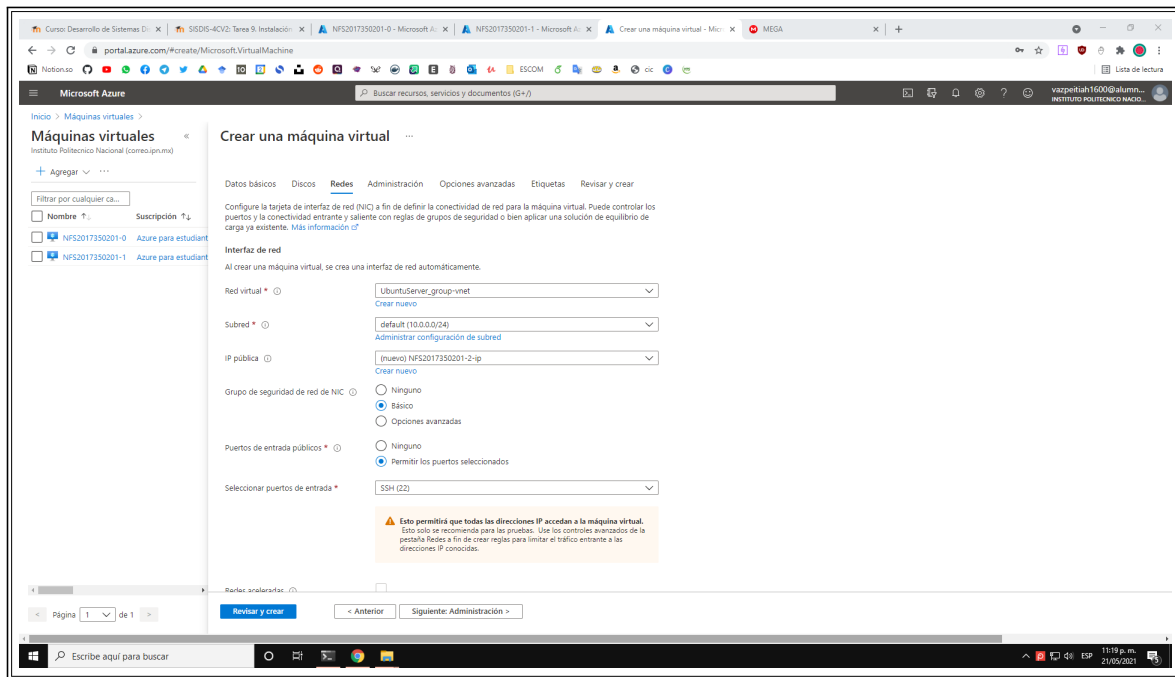 Curso: Desarrollo de Sistemas Di
SISDIS-4CV2: Tarea 9. Instalación
NFS2017350201-0 - Microsoft Az
NFS2017350201-1 - Microsoft Az
Crear una máquina virtual - Micr
MEGA
portal.azure.com/#create/Microsoft.VirtualMachine
Notion.so
ESCOM
cic
Lista de lectura
Microsoft Azure
Buscar recursos, servicios y documentos (G+/)
vazpeitiah1600@alumn...
INSTITUTO POLITECNICO NACIO...
Inicio > Máquinas virtuales >
Máquinas virtuales
Instituto Politecnico Nacional (correo.ipn.mx)
Agregar
Filtrar por cualquier ca...
Nombre
Suscripción
NFS2017350201-0 Azure para estudiant
NFS2017350201-1 Azure para estudiant
Página 1 de 1
Crear una máquina virtual ...
Datos básicos Discos Redes Administración Opciones avanzadas Etiquetas Revisar y crear
Configure la tarjeta de interfaz de red (NIC) a fin de definir la conectividad de red para la máquina virtual. Puede controlar los
puertos y la conectividad entrante y saliente con reglas de grupos de seguridad o bien aplicar una solución de equilibrio de
carga ya existente. Más información
Interfaz de red
Al crear una máquina virtual, se crea una interfaz de red automáticamente.
Red virtual *
UbuntuServer_group-vnet
Crear nuevo
Subred *
default (10.0.0.0/24)
Administrar configuración de subred
IP pública
(nuevo) NFS2017350201-2-ip
Crear nuevo
Grupo de seguridad de red de NIC
Ninguno
Básico
Opciones avanzadas
Puertos de entrada públicos *
Ninguno
Permitir los puertos seleccionados
Seleccionar puertos de entrada *
SSH (22)
Esto permitirá que todas las direcciones IP accedan a la máquina virtual.
Esto solo se recomienda para las pruebas. Use los controles avanzados de la
pestaña Redes a fin de crear reglas para limitar el tráfico entrante a las
direcciones IP conocidas.
Redes aceleradas
Revisar y crear
< Anterior
Siguiente: Administración >
Escribe aquí para buscar
ESP
11:19 p. m.
21/05/2021